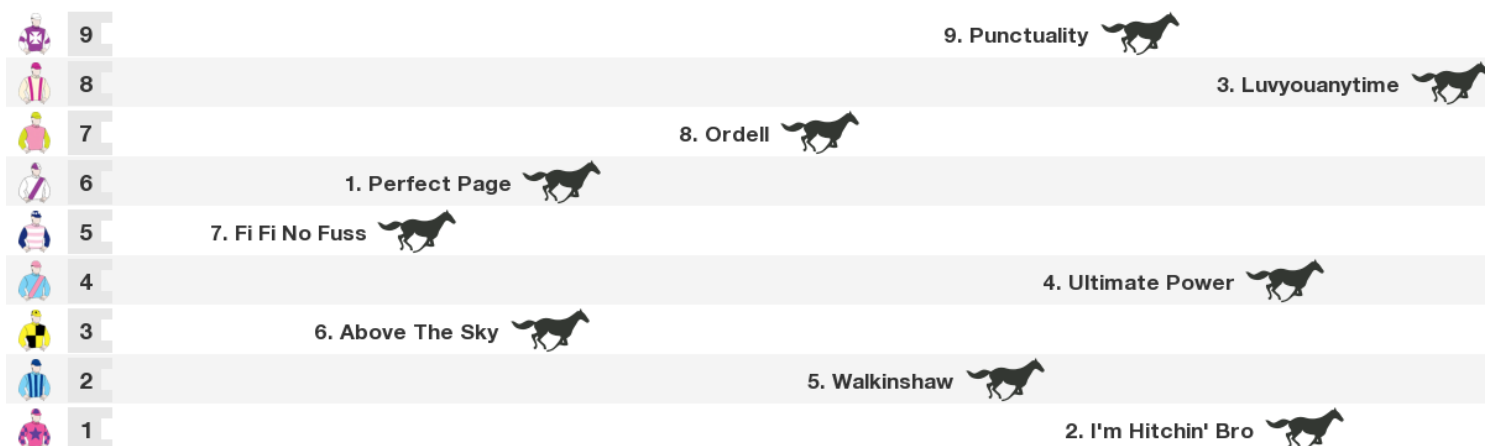 9 9. Punctuality
8 3. Luvyouanytime
7 8. Ordell
6 1. Perfect Page
5 7. Fi Fi No Fuss
4 4. Ultimate Power
3 6. Above The Sky
2 5. Walkinshaw
1 2. I'm Hitchin' Bro